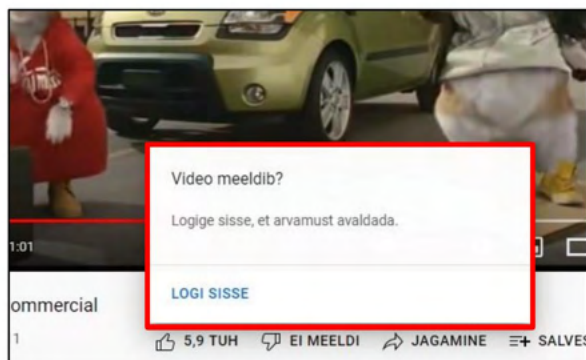 Video meeldib?
Logige sisse, et arvamust avaldada.
1:01
LOGI SISSE
ommercial
1
5,9 TUH EI MEELDI JAGAMINE SALVES